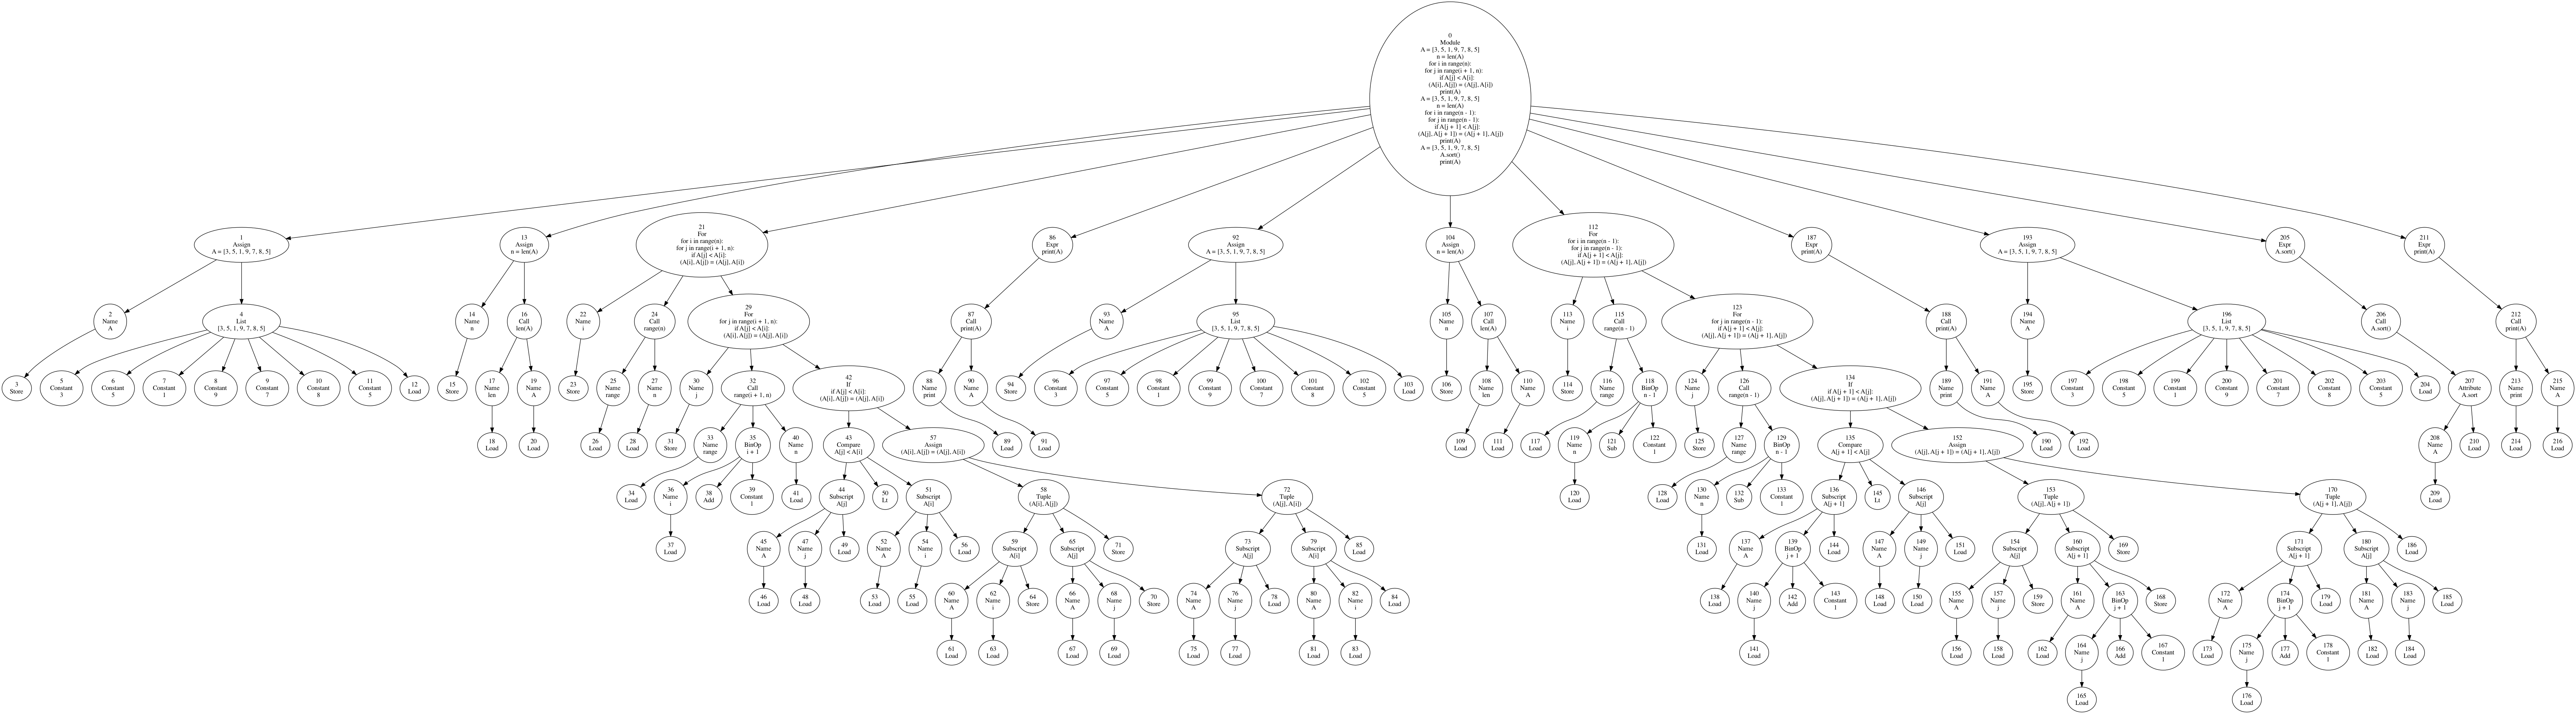 0
Module
A = [3, 5, 1, 9, 7, 8, 5]
n = len(A)
for i in range(n):
for j in range(i + 1, n):
if A[j] < A[i]:
(A[i], A[j]) = (A[j], A[i])
print(A)
A = [3, 5, 1, 9, 7, 8, 5]
n = len(A)
for i in range(n - 1):
for j in range(n - 1):
if A[j + 1] < A[j]:
(A[j], A[j + 1]) = (A[j + 1], A[j])
print(A)
A = [3, 5, 1, 9, 7, 8, 5]
A.sort()
print(A)
1
Assign
A = [3, 5, 1, 9, 7, 8, 5]
13
Assign
n = len(A)
21
For
for i in range(n):
for j in range(i + 1, n):
if A[j] < A[i]:
(A[i], A[j]) = (A[j], A[i])
86
Expr
print(A)
92
Assign
A = [3, 5, 1, 9, 7, 8, 5]
104
Assign
n = len(A)
112
For
for i in range(n - 1):
for j in range(n - 1):
if A[j + 1] < A[j]:
(A[j], A[j + 1]) = (A[j + 1], A[j])
187
Expr
print(A)
193
Assign
A = [3, 5, 1, 9, 7, 8, 5]
205
Expr
A.sort()
211
Expr
print(A)
2
Name
A
4
List
[3, 5, 1, 9, 7, 8, 5]
14
Name
n
16
Call
len(A)
22
Name
i
24
Call
range(n)
29
For
for j in range(i + 1, n):
if A[j] < A[i]:
(A[i], A[j]) = (A[j], A[i])
87
Call
print(A)
93
Name
A
95
List
[3, 5, 1, 9, 7, 8, 5]
105
Name
n
107
Call
len(A)
113
Name
i
115
Call
range(n - 1)
123
For
for j in range(n - 1):
if A[j + 1] < A[j]:
(A[j], A[j + 1]) = (A[j + 1], A[j])
188
Call
print(A)
194
Name
A
196
List
[3, 5, 1, 9, 7, 8, 5]
206
Call
A.sort()
212
Call
print(A)
3
Store
5
Constant
3
6
Constant
5
7
Constant
1
8
Constant
9
9
Constant
7
10
Constant
8
11
Constant
5
12
Load
15
Store
17
Name
len
19
Name
A
23
Store
25
Name
range
27
Name
n
30
Name
j
32
Call
range(i + 1, n)
42
If
if A[j] < A[i]:
(A[i], A[j]) = (A[j], A[i])
88
Name
print
90
Name
A
94
Store
96
Constant
3
97
Constant
5
98
Constant
1
99
Constant
9
100
Constant
7
101
Constant
8
102
Constant
5
103
Load
106
Store
108
Name
len
110
Name
A
114
Store
116
Name
range
118
BinOp
n - 1
124
Name
j
126
Call
range(n - 1)
134
If
if A[j + 1] < A[j]:
(A[j], A[j + 1]) = (A[j + 1], A[j])
189
Name
print
191
Name
A
195
Store
197
Constant
3
198
Constant
5
199
Constant
1
200
Constant
9
201
Constant
7
202
Constant
8
203
Constant
5
204
Load
207
Attribute
A.sort
213
Name
print
215
Name
A
18
Load
20
Load
26
Load
28
Load
31
Store
33
Name
range
35
BinOp
i + 1
40
Name
n
43
Compare
A[j] < A[i]
57
Assign
(A[i], A[j]) = (A[j], A[i])
89
Load
91
Load
109
Load
111
Load
117
Load
119
Name
n
121
Sub
122
Constant
1
125
Store
127
Name
range
129
BinOp
n - 1
135
Compare
A[j + 1] < A[j]
152
Assign
(A[j], A[j + 1]) = (A[j + 1], A[j])
190
Load
192
Load
208
Name
A
210
Load
214
Load
216
Load
34
Load
36
Name
i
38
Add
39
Constant
1
41
Load
44
Subscript
A[j]
50
Lt
51
Subscript
A[i]
58
Tuple
(A[i], A[j])
72
Tuple
(A[j], A[i])
120
Load
128
Load
130
Name
n
132
Sub
133
Constant
1
136
Subscript
A[j + 1]
145
Lt
146
Subscript
A[j]
153
Tuple
(A[j], A[j + 1])
170
Tuple
(A[j + 1], A[j])
209
Load
37
Load
45
Name
A
47
Name
j
49
Load
52
Name
A
54
Name
i
56
Load
59
Subscript
A[i]
65
Subscript
A[j]
71
Store
73
Subscript
A[j]
79
Subscript
A[i]
85
Load
131
Load
137
Name
A
139
BinOp
j + 1
144
Load
147
Name
A
149
Name
j
151
Load
154
Subscript
A[j]
160
Subscript
A[j + 1]
169
Store
171
Subscript
A[j + 1]
180
Subscript
A[j]
186
Load
46
Load
48
Load
53
Load
55
Load
60
Name
A
62
Name
i
64
Store
66
Name
A
68
Name
j
70
Store
74
Name
A
76
Name
j
78
Load
80
Name
A
82
Name
i
84
Load
138
Load
140
Name
j
142
Add
143
Constant
1
148
Load
150
Load
155
Name
A
157
Name
j
159
Store
161
Name
A
163
BinOp
j + 1
168
Store
172
Name
A
174
BinOp
j + 1
179
Load
181
Name
A
183
Name
j
185
Load
61
Load
63
Load
67
Load
69
Load
75
Load
77
Load
81
Load
83
Load
141
Load
156
Load
158
Load
162
Load
164
Name
j
166
Add
167
Constant
1
173
Load
175
Name
j
177
Add
178
Constant
1
182
Load
184
Load
165
Load
176
Load